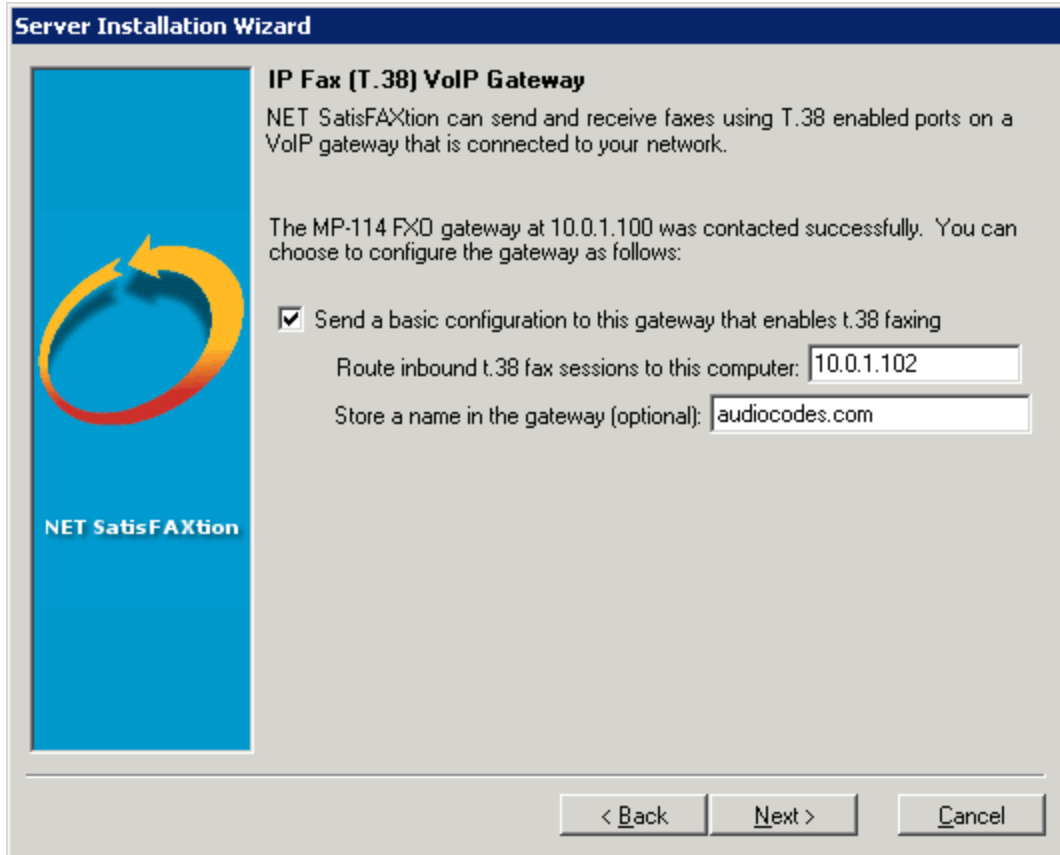 Server Installation Wizard
IP Fax (T.38) VoIP Gateway
NET SatisFAXtion can send and receive faxes using T.38 enabled ports on a
VoIP gateway that is connected to your network.
The MP-114 FXO gateway at 10.0.1.100 was contacted successfully. You can
choose to configure the gateway as follows:
Send a basic configuration to this gateway that enables t.38 faxing
Route inbound t.38 fax sessions to this computer: 10.0.1.102
Store a name in the gateway (optional): audiocodes.com
NET SatisFAXtion
< Back Next > Cancel